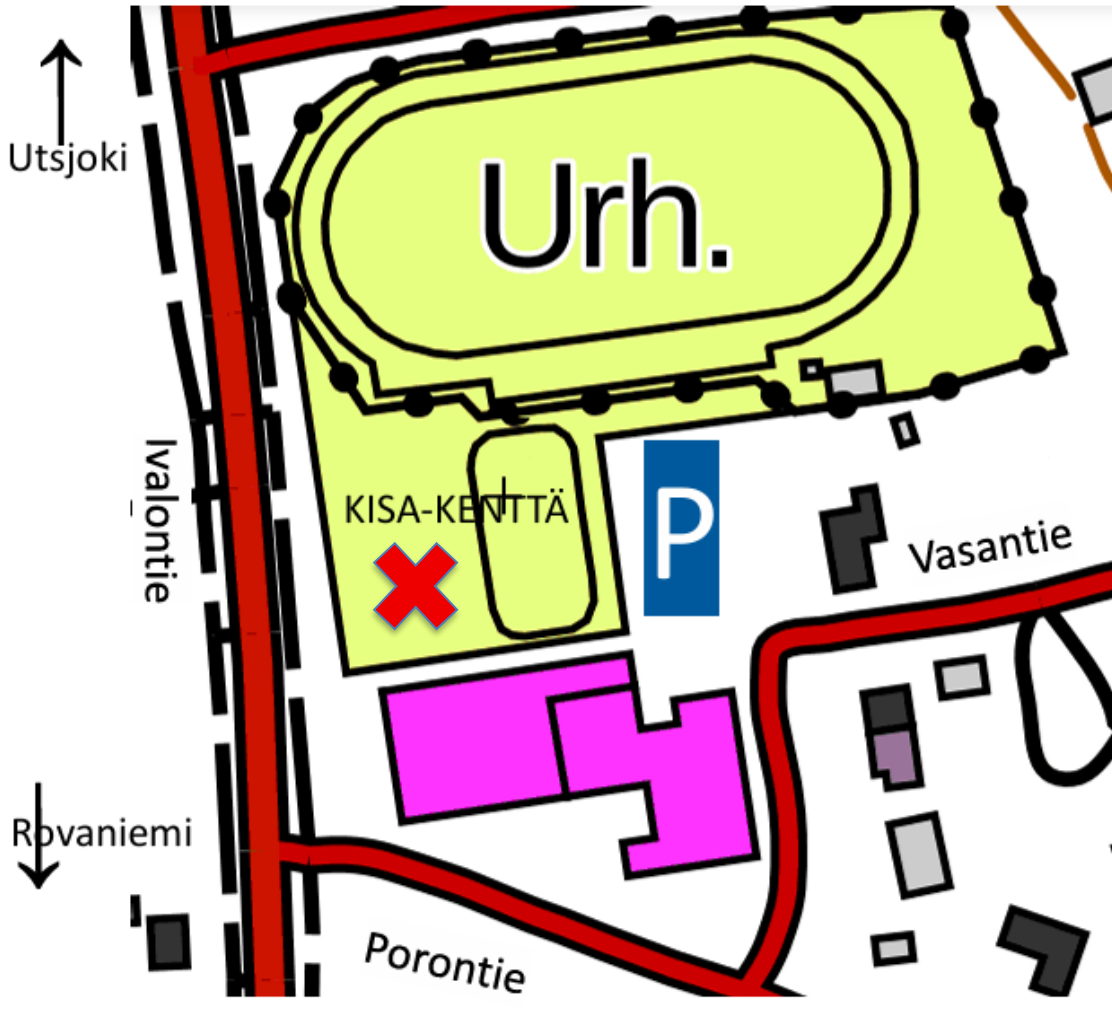 Utsjoki
Urh.
Ivalontie
KISA-KENTTÄ
P
Vasantie
Rovaniemi
Porontie